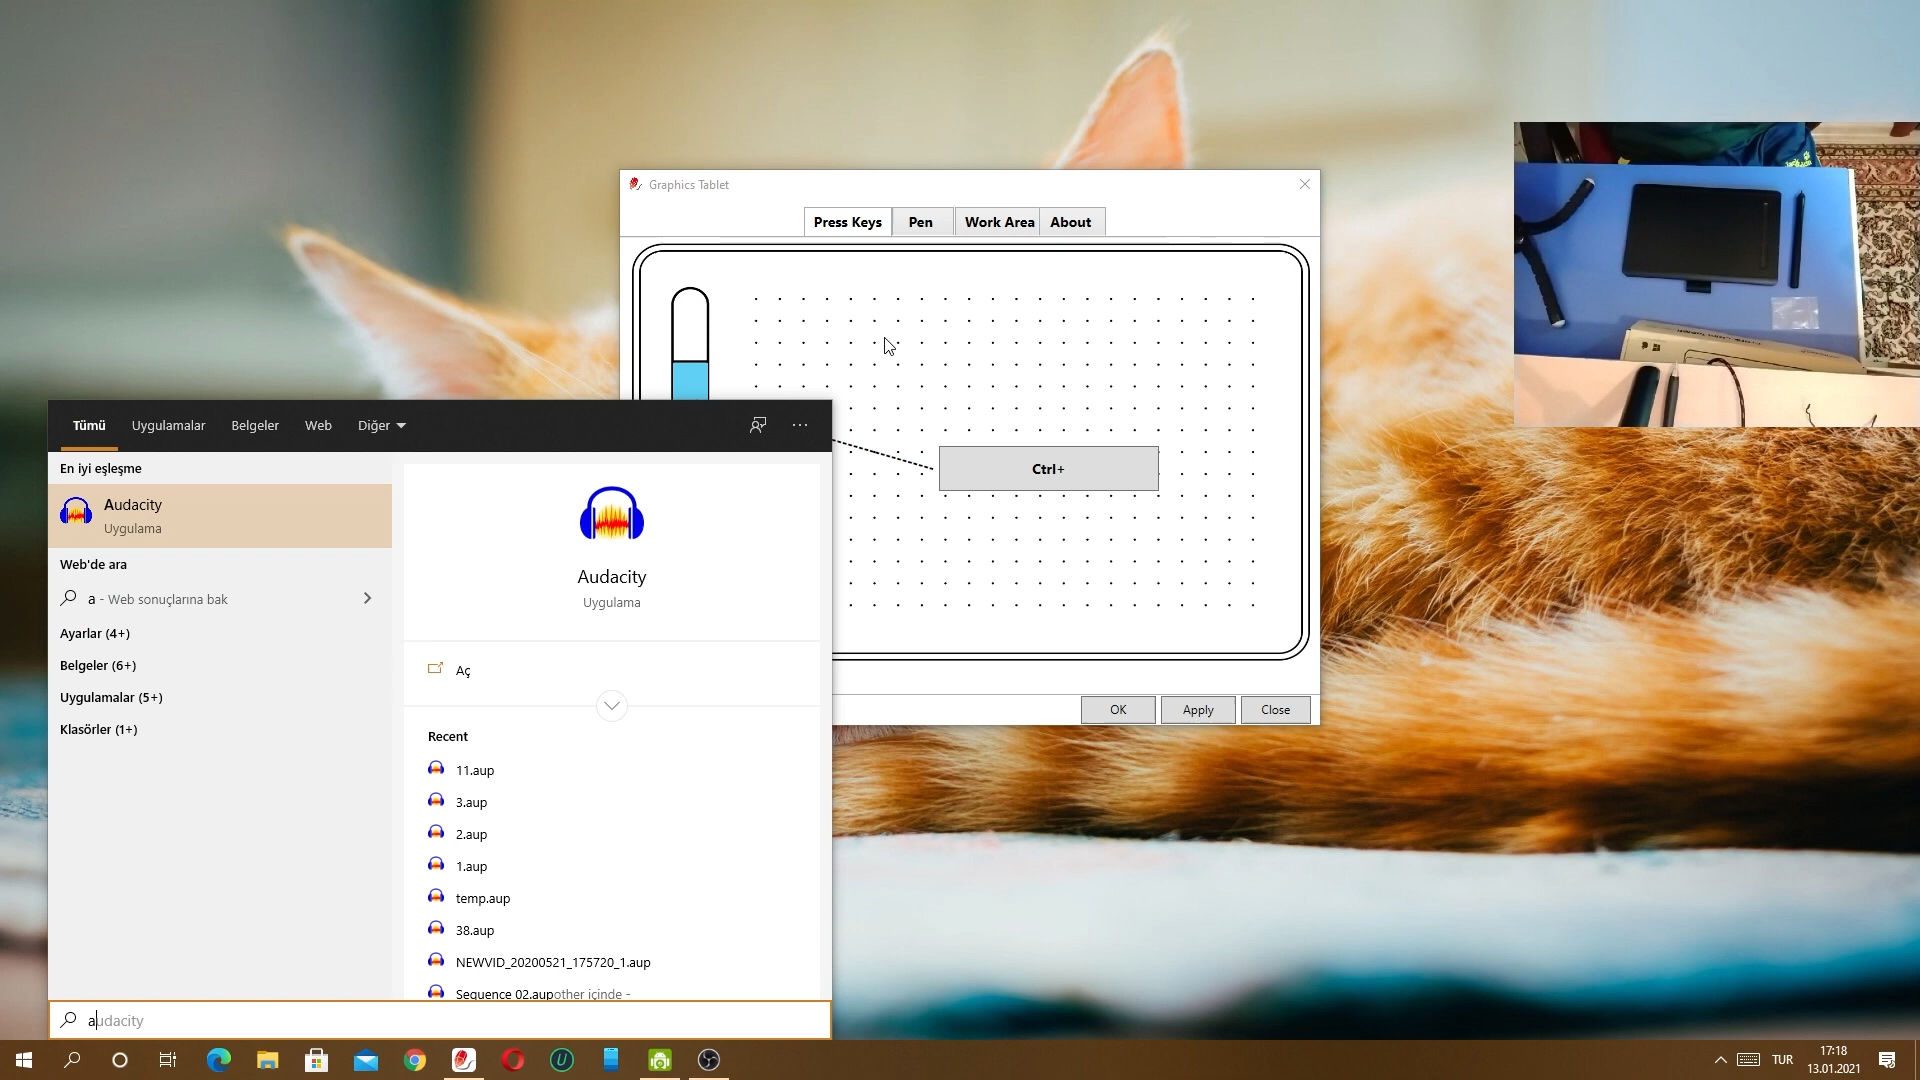 Graphics Tablet
Press Keys
Pen
Work Area
About
Ctrl+
OK
Apply
Close
Tümü
Uygulamalar
Belgeler
Web
Diğer
En iyi eşleşme
Audacity
Uygulama
Web'de ara
a - Web sonuçlarına bak
Ayarlar (4+)
Belgeler (6+)
Uygulamalar (5+)
Klasörler (1+)
Audacity
Uygulama
Aç
Recent
11.aup
3.aup
2.aup
1.aup
temp.aup
38.aup
NEWVID_20200521_175720_1.aup
Sequence 02.aupother içinde -
audacity
TUR
17:18
13.01.2021